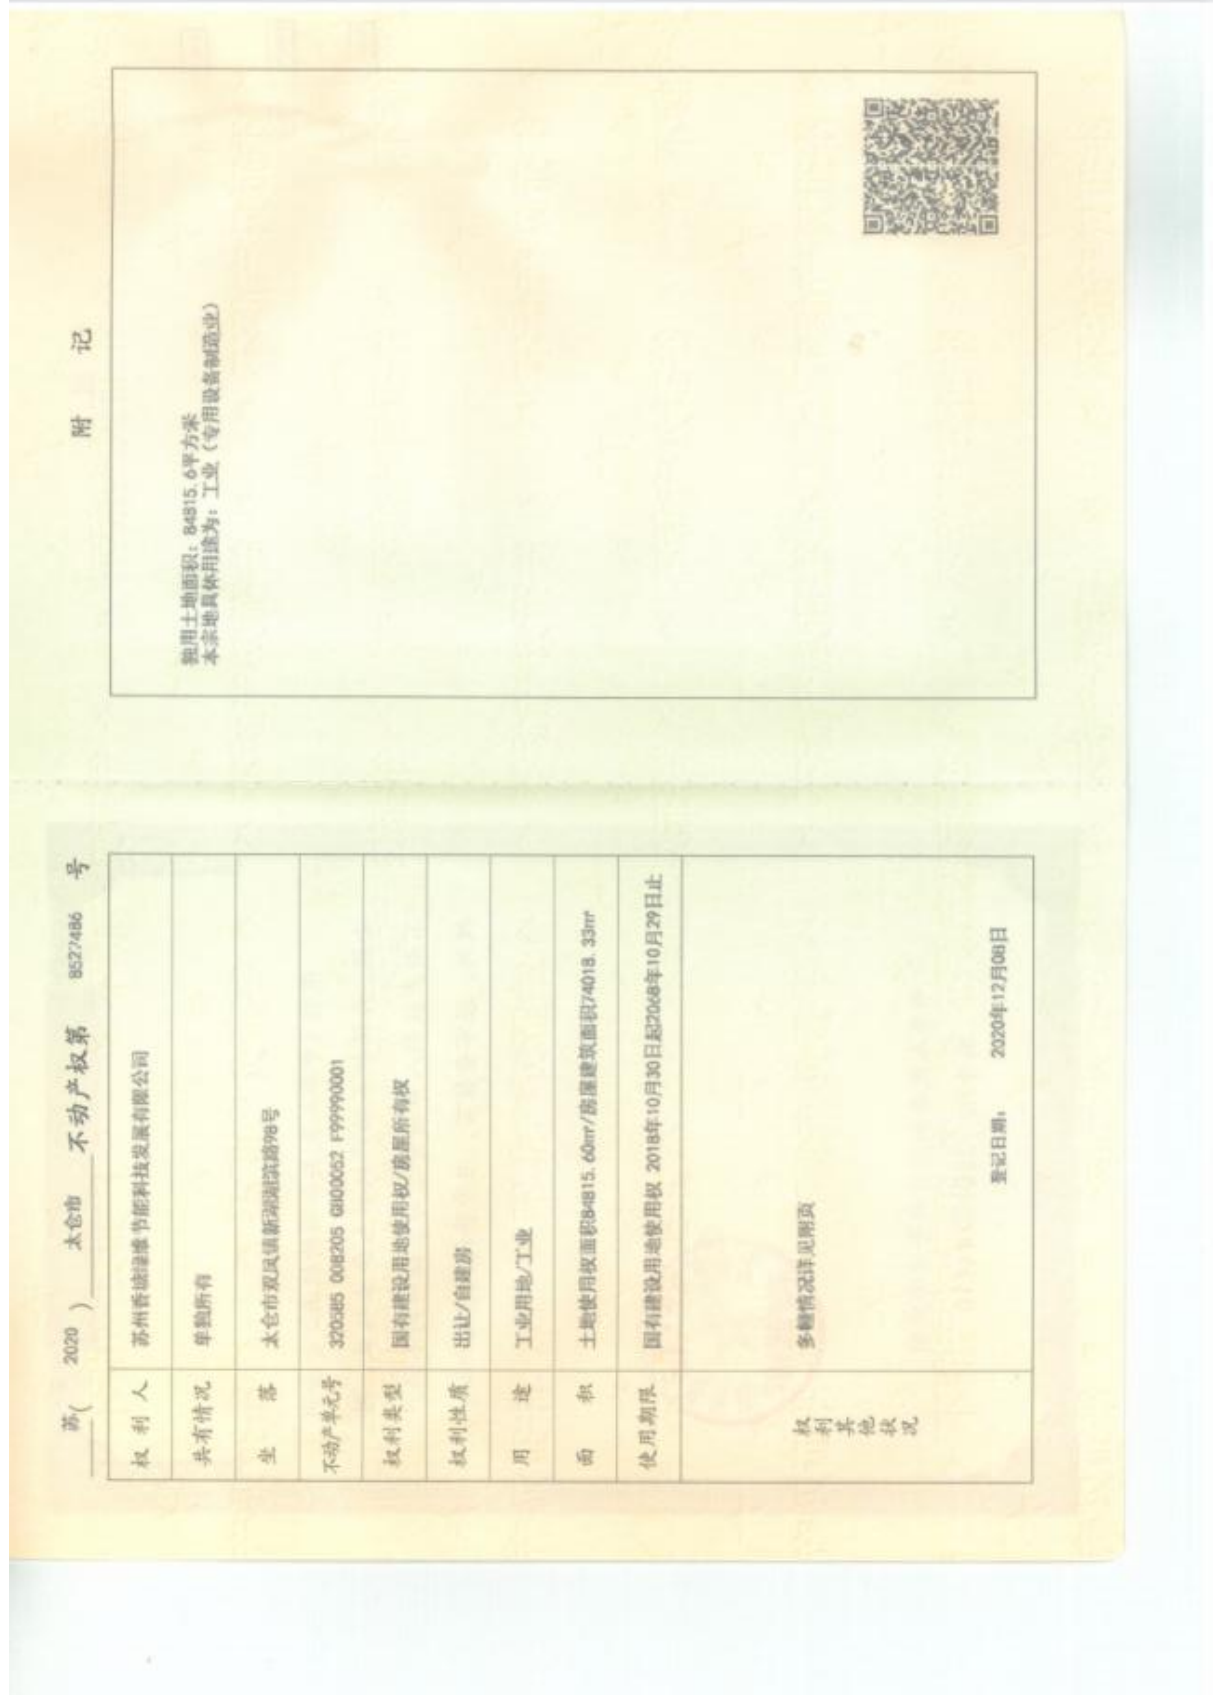 苏( 2020 ) 太仓市 不动产权第 8527486 号
权利人 苏州香塘绿维节能科技发展有限公司
共有情况 单独所有
坐落 太仓市双凤镇新湖湖滨路98号
不动产单元号 320585 008205 GB00052 F99990001
权利类型 国有建设用地使用权/房屋所有权
权利性质 出让/自建房
用途 工业用地/工业
面积 土地使用权面积84815.60㎡/房屋建筑面积74018.33㎡
使用期限 国有建设用地使用权 2018年10月30日起2068年10月29日止
权利其他状况 多幢情况详见附页
登记日期: 2020年12月08日
附 记
独用土地面积: 84815.6平方米
本宗地具体用途为: 工业 (专用设备制造业)